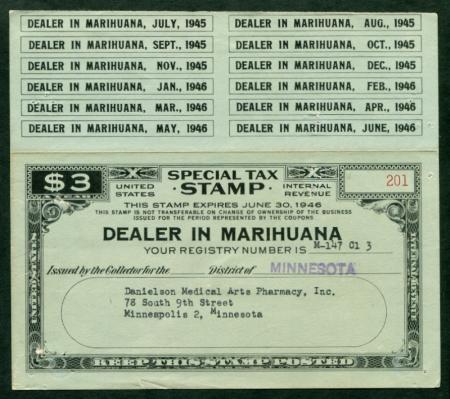 DEALER IN MARIHUANA, JULY, 1945
DEALER IN MARIHUANA, AUG., 1945
DEALER IN MARIHUANA, SEPT., 1945
DEALER IN MARIHUANA, OCT., 1945
DEALER IN MARIHUANA, NOV., 1945
DEALER IN MARIHUANA, DEC., 1945
DEALER IN MARIHUANA, JAN., 1946
DEALER IN MARIHUANA, FEB., 1946
DEALER IN MARIHUANA, MAR., 1946
DEALER IN MARIHUANA, APR., 1946
DEALER IN MARIHUANA, MAY, 1946
DEALER IN MARIHUANA, JUNE, 1946
$3
A YEAR
SPECIAL TAX
UNITED STATES
· STAMP ·
INTERNAL REVENUE
201
THIS STAMP EXPIRES JUNE 30, 1946
THIS STAMP IS NOT TRANSFERABLE ON CHANGE OF OWNERSHIP OF THE BUSINESS
ISSUED FOR THE PERIOD REPRESENTED BY THE COUPONS
DEALER IN MARIHUANA
YOUR REGISTRY NUMBER IS M-147 01 3
Issued by the Collector for the District of MINNESOTA
Danielson Medical Arts Pharmacy, Inc.
78 South 9th Street
Minneapolis 2, Minnesota
KEEP THIS STAMP POSTED